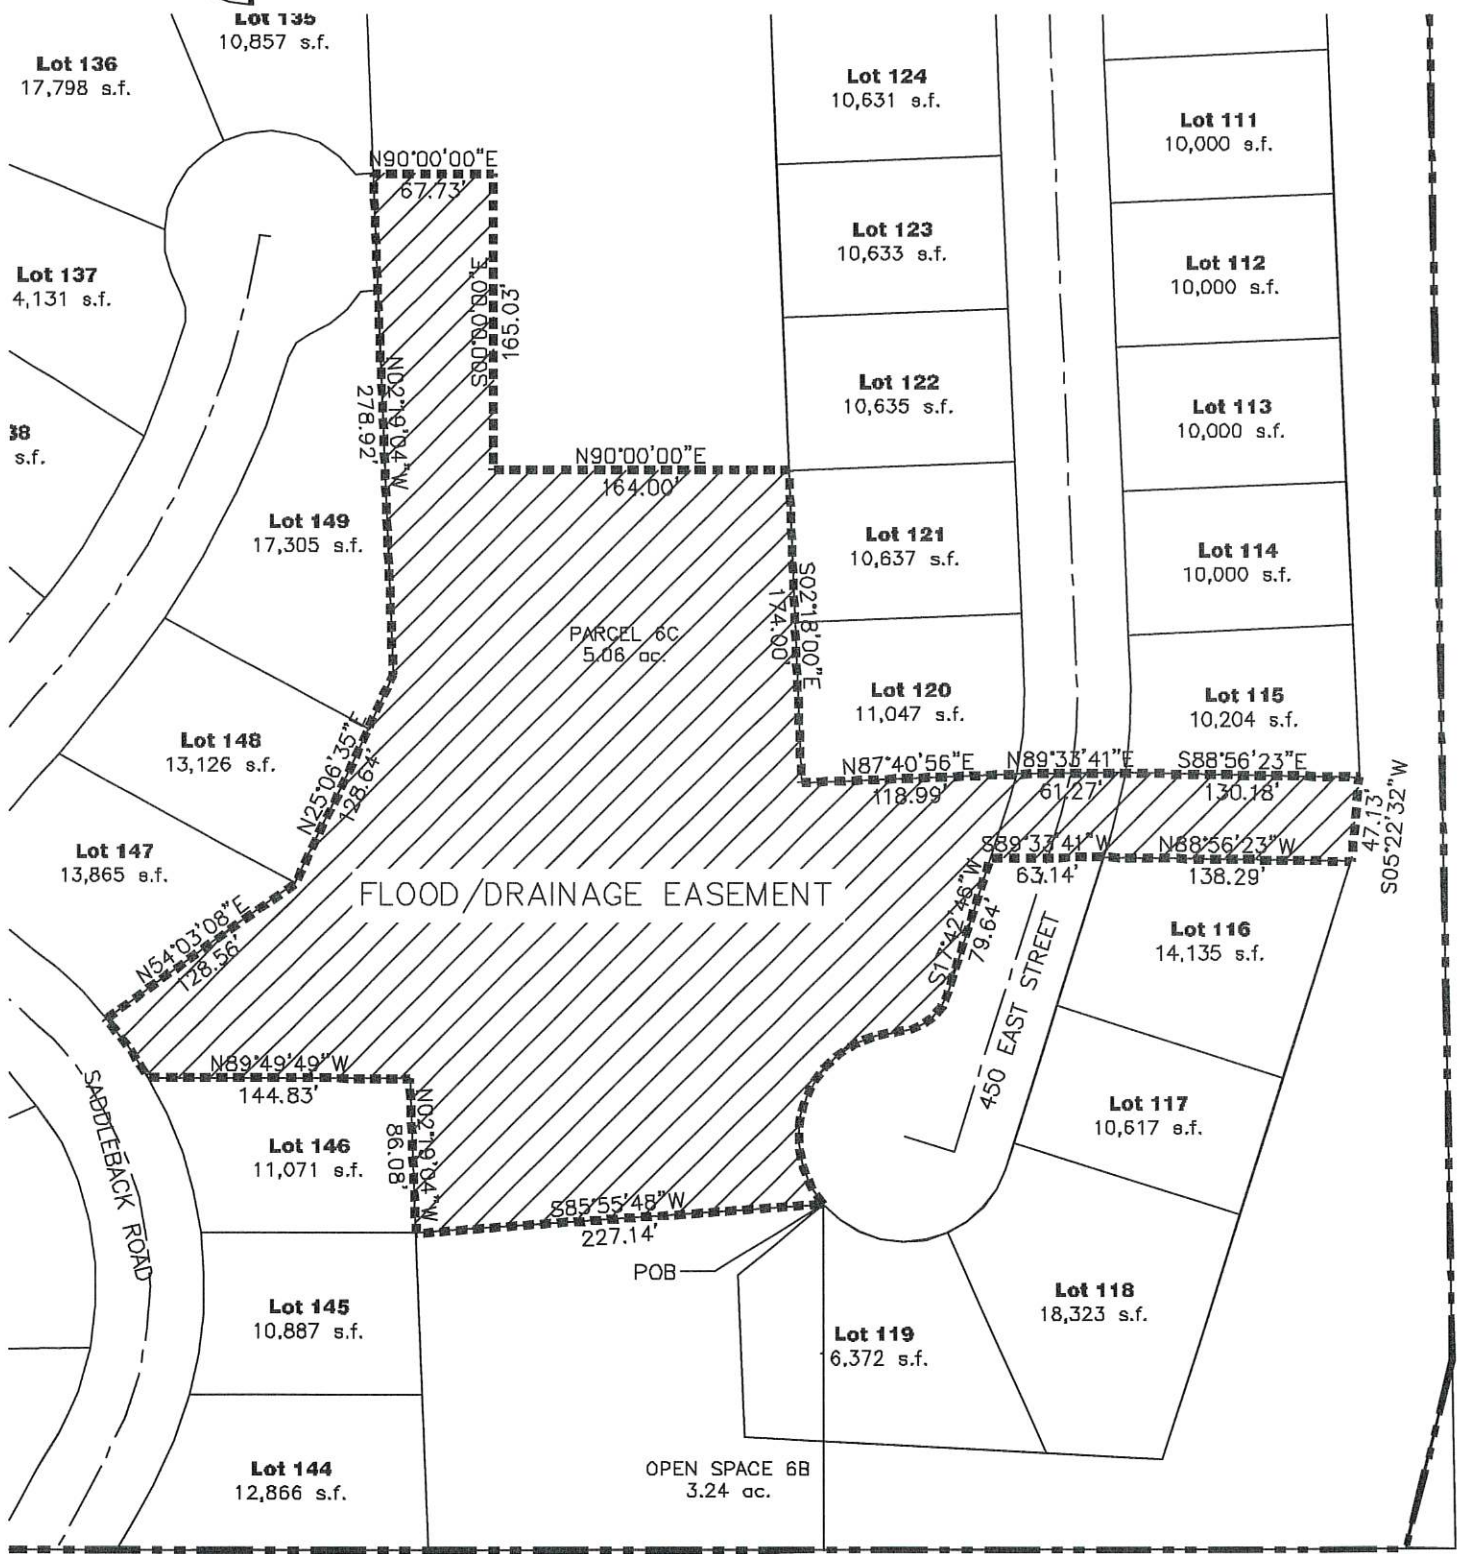 Lot 135
10,857 s.f.
Lot 136
17,798 s.f.
Lot 124
10,631 s.f.
Lot 111
10,000 s.f.
N90°00'00"E
67.73'
Lot 123
10,633 s.f.
Lot 112
10,000 s.f.
Lot 137
4,131 s.f.
S00°00'00"E
165.03'
N02°19'04"W
278.92'
Lot 122
10,635 s.f.
Lot 113
10,000 s.f.
38
s.f.
N90°00'00"E
164.00'
Lot 149
17,305 s.f.
Lot 121
10,637 s.f.
Lot 114
10,000 s.f.
S02°18'00"E
174.00'
PARCEL 6C
5.06 ac.
Lot 120
11,047 s.f.
Lot 115
10,204 s.f.
Lot 148
13,126 s.f.
N25°06'35"E
128.64'
N87°40'56"E
118.99'
N89°33'41"E
61.27'
S88°56'23"E
130.18'
47.13'
S05°22'32"W
Lot 147
13,865 s.f.
S89°33'41"W
63.14'
N88°56'23"W
138.29'
FLOOD/DRAINAGE EASEMENT
N54°03'08"E
128.56'
S17°42'46"W
79.64'
450 EAST STREET
Lot 116
14,135 s.f.
N89°49'49"W
144.83'
SADDLEBACK ROAD
N02°19'04"W
86.08'
Lot 117
10,617 s.f.
Lot 146
11,071 s.f.
S85°55'48"W
227.14'
POB
Lot 118
18,323 s.f.
Lot 145
10,887 s.f.
Lot 119
6,372 s.f.
Lot 144
12,866 s.f.
OPEN SPACE 6B
3.24 ac.